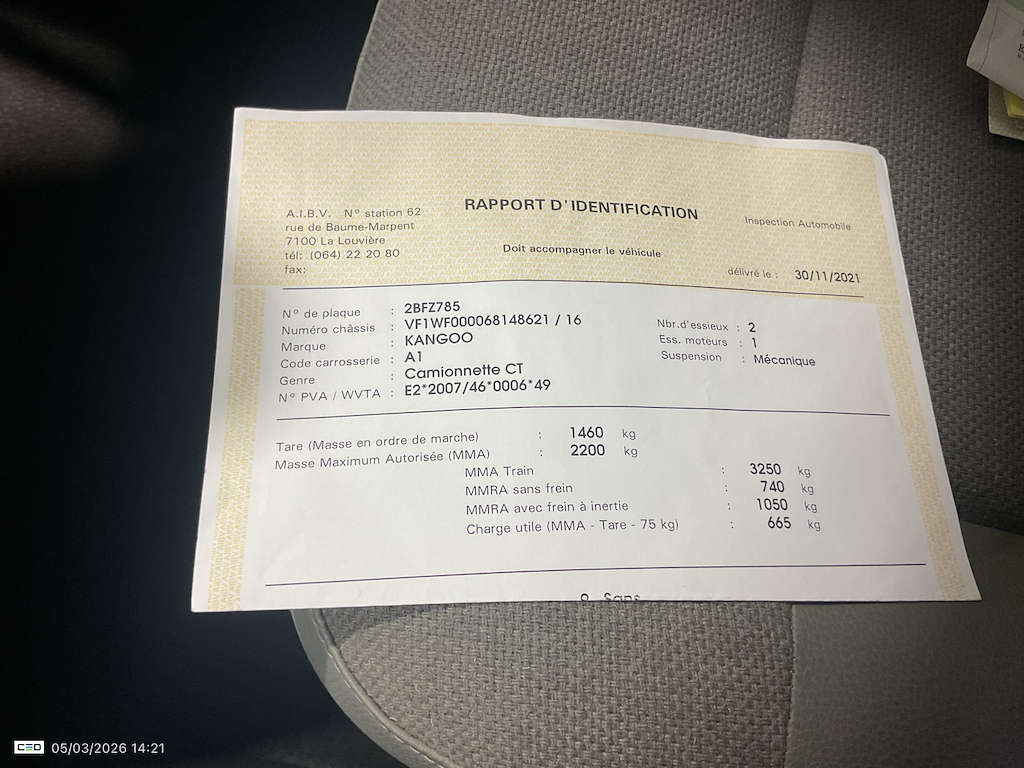 A.I.B.V. N° station 62
rue de Baume-Marpent
7100 La Louvière
tél: (064) 22 20 80
fax:
RAPPORT D'IDENTIFICATION
Doit accompagner le véhicule
Inspection Automobile
délivré le : 30/11/2021
N° de plaque : 2BFZ785
Numéro châssis : VF1WF000068148621 / 16
Marque : KANGOO
Code carrosserie : A1
Genre : Camionnette CT
N° PVA / WVTA : E2*2007/46*0006*49
Nbr.d'essieux : 2
Ess. moteurs : 1
Suspension : Mécanique
Tare (Masse en ordre de marche) : 1460 kg
Masse Maximum Autorisée (MMA) : 2200 kg
MMA Train : 3250 kg
MMRA sans frein : 740 kg
MMRA avec frein à inertie : 1050 kg
Charge utile (MMA - Tare - 75 kg) : 665 kg
CEO 05/03/2026 14:21